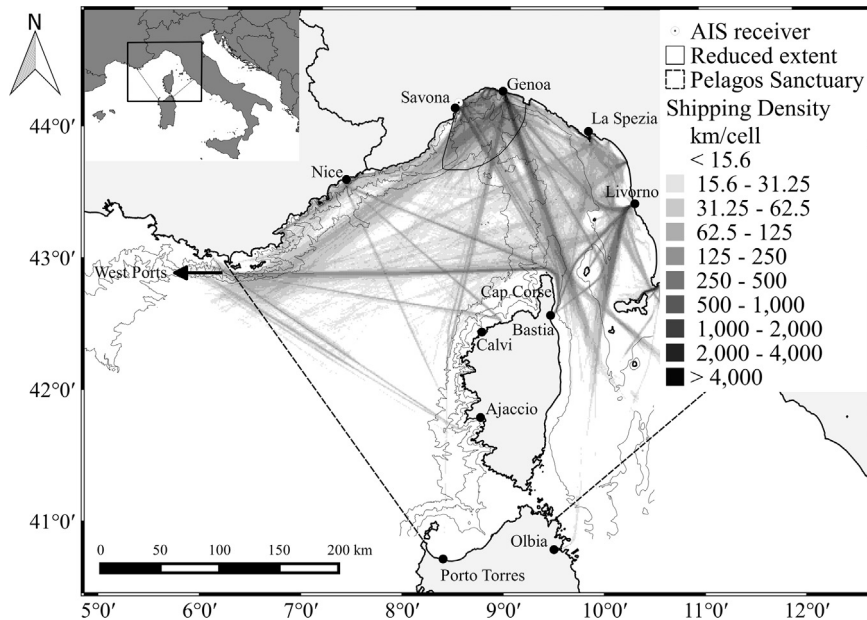 N
AIS receiver
Reduced extent
Pelagos Sanctuary
Shipping Density
km/cell
< 15.6
15.6 - 31.25
31.25 - 62.5
62.5 - 125
125 - 250
250 - 500
500 - 1,000
1,000 - 2,000
2,000 - 4,000
> 4,000
Genoa
Savona
La Spezia
Nice
Livorno
West Ports
Cap Corse
Bastia
Calvi
Ajaccio
Olbia
Porto Torres
44°0′
43°0′
42°0′
41°0′
0 50 100 150 200 km
5°0′ 6°0′ 7°0′ 8°0′ 9°0′ 10°0′ 11°0′ 12°0′